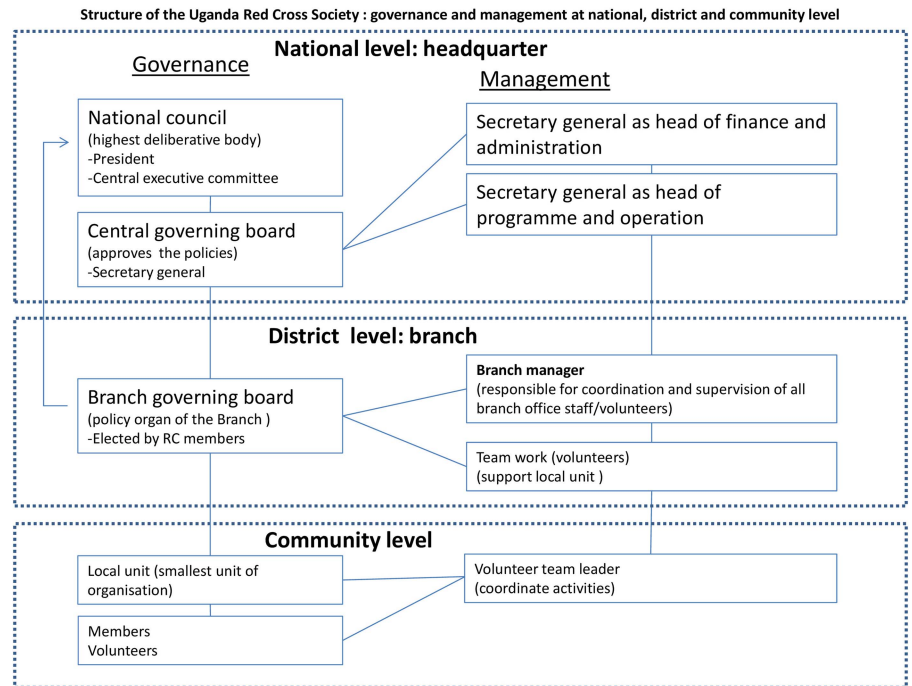 Structure of the Uganda Red Cross Society : governance and management at national, district and community level
National level: headquarter
Governance
Management
National council
(highest deliberative body)
-President
-Central executive committee
Secretary general as head of finance and
administration
Secretary general as head of
programme and operation
Central governing board
(approves the policies)
-Secretary general
District level: branch
Branch governing board
(policy organ of the Branch )
-Elected by RC members
Branch manager
(responsible for coordination and supervision of all
branch office staff/volunteers)
Team work (volunteers)
(support local unit )
Community level
Local unit (smallest unit of
organisation)
Volunteer team leader
(coordinate activities)
Members
Volunteers